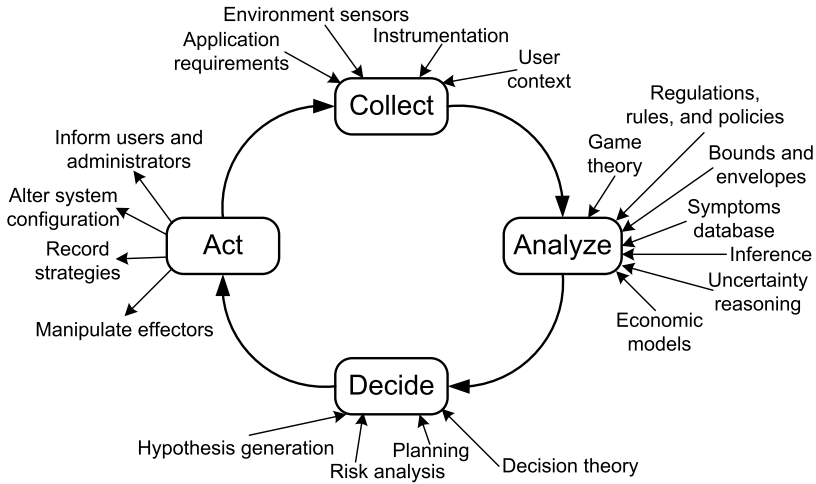 Environment sensors
Application
requirements
Instrumentation
User
context
Collect
Regulations,
rules, and policies
Game
theory
Bounds and
envelopes
Symptoms
database
Inference
Uncertainty
reasoning
Economic
models
Analyze
Inform users and
administrators
Alter system
configuration
Record
strategies
Manipulate effectors
Act
Decide
Hypothesis generation
Risk analysis
Planning
Decision theory